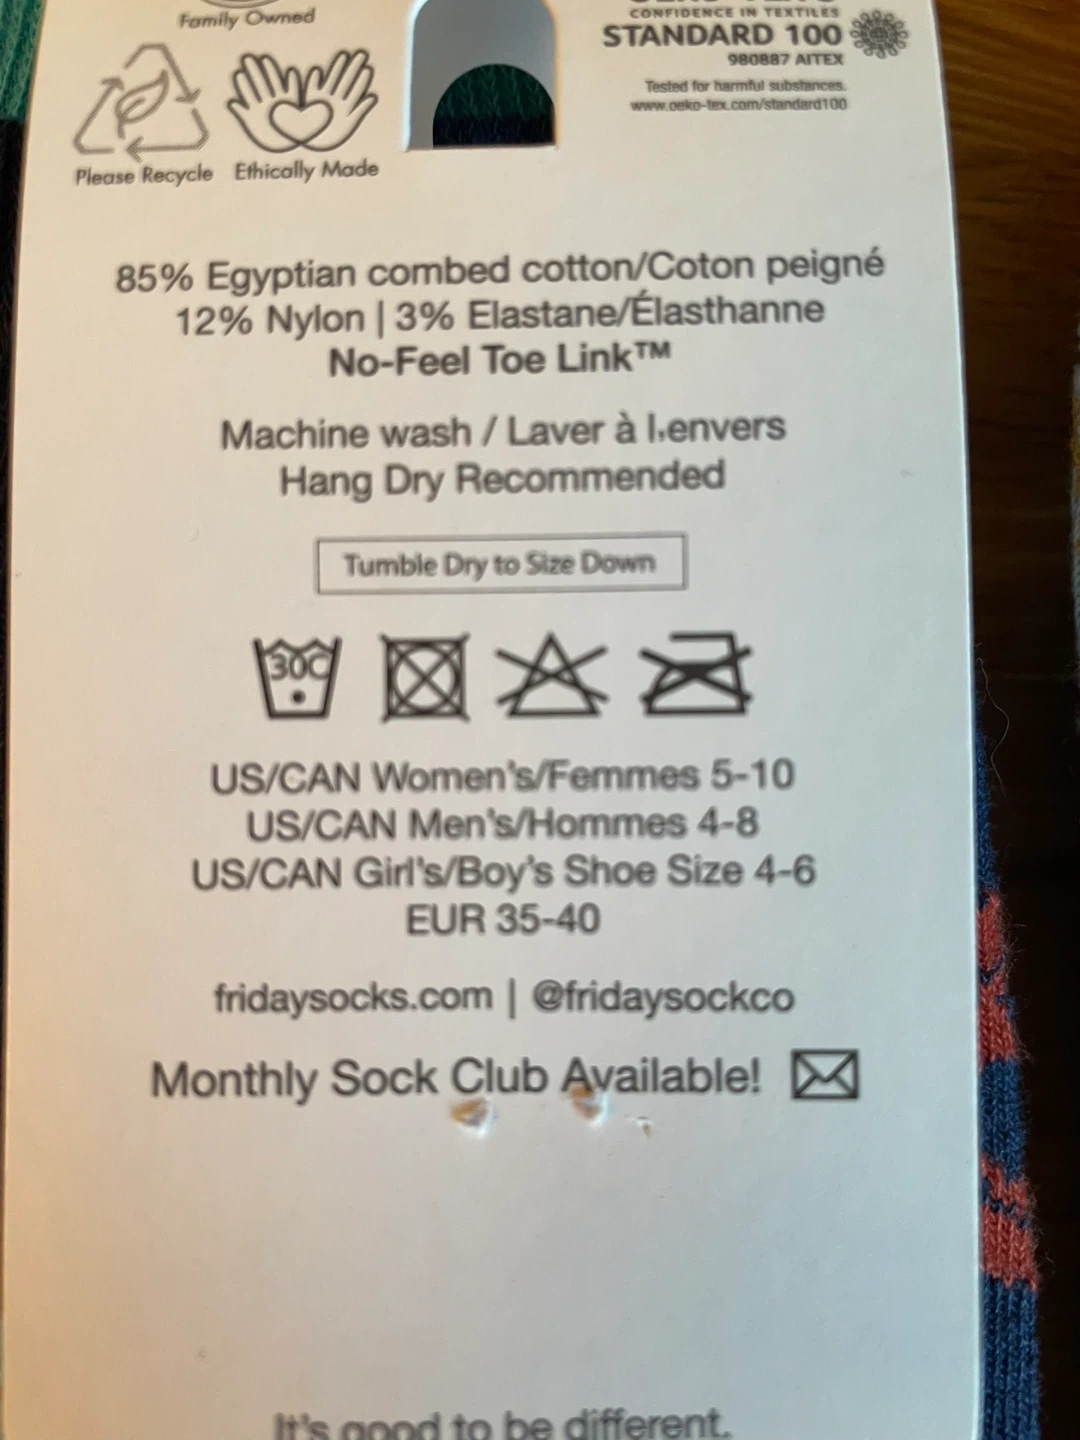 Family Owned
CONFIDENCE IN TEXTILES
STANDARD 100
980887 AITEX
Tested for harmful substances.
www.oeko-tex.com/standard100
Please Recycle
Ethically Made
85% Egyptian combed cotton/Coton peigné
12% Nylon | 3% Elastane/Élasthanne
No-Feel Toe Link™
Machine wash / Laver à l,envers
Hang Dry Recommended
Tumble Dry to Size Down
30C
US/CAN Women's/Femmes 5-10
US/CAN Men's/Hommes 4-8
US/CAN Girl's/Boy's Shoe Size 4-6
EUR 35-40
fridaysocks.com | @fridaysockco
Monthly Sock Club Available!
It's good to be different.